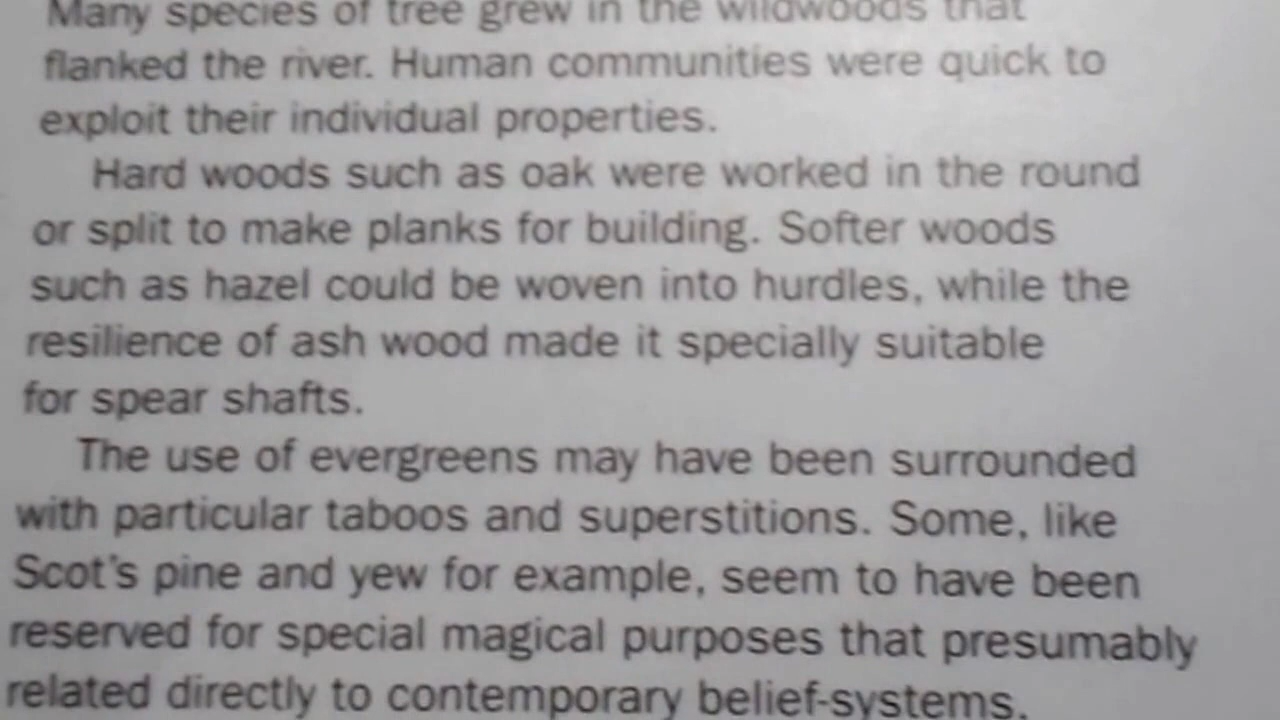 Many species of tree grew in the wildwoods that
flanked the river. Human communities were quick to
exploit their individual properties.
Hard woods such as oak were worked in the round
or split to make planks for building. Softer woods
such as hazel could be woven into hurdles, while the
resilience of ash wood made it specially suitable
for spear shafts.
The use of evergreens may have been surrounded
with particular taboos and superstitions. Some, like
Scot's pine and yew for example, seem to have been
reserved for special magical purposes that presumably
related directly to contemporary belief-systems.